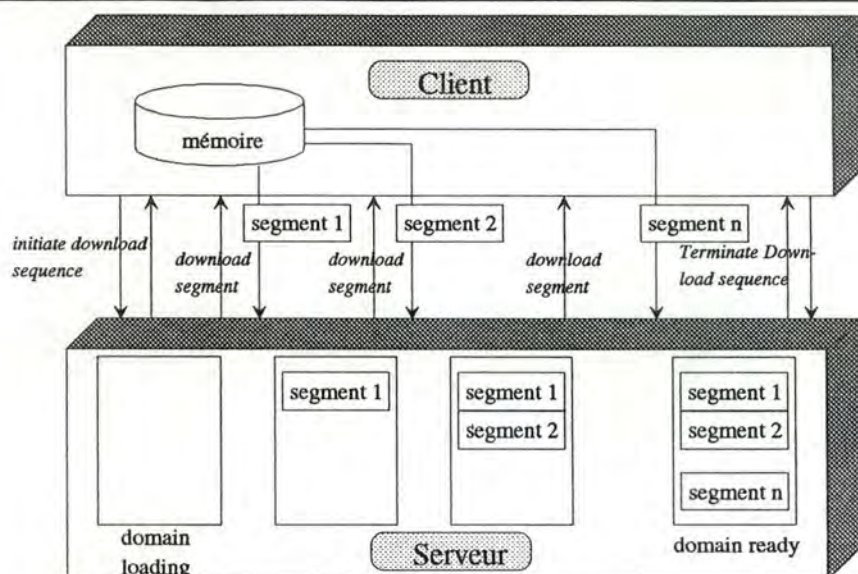 Client
mémoire
segment 1
segment 2
segment n
initiate download
sequence
download
segment
download
segment
download
segment
Terminate Down-
load sequence
segment 1
segment 1
segment 2
segment 1
segment 2
segment n
domain
loading
Serveur
domain ready